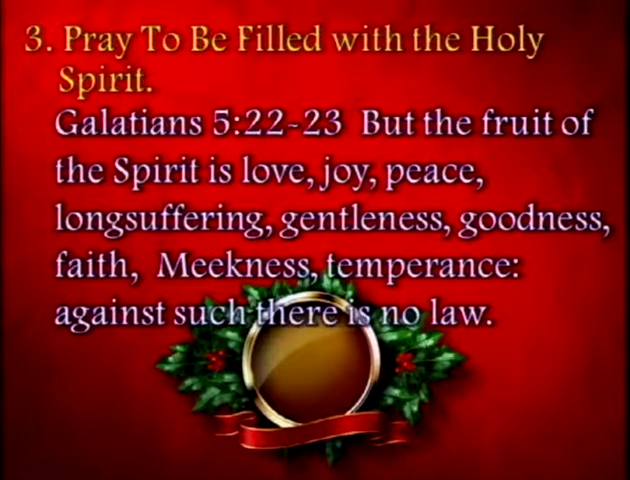 3. Pray To Be Filled with the Holy
Spirit.
Galatians 5:22-23 But the fruit of
the Spirit is love, joy, peace,
longsuffering, gentleness, goodness,
faith, Meekness, temperance:
against such there is no law.